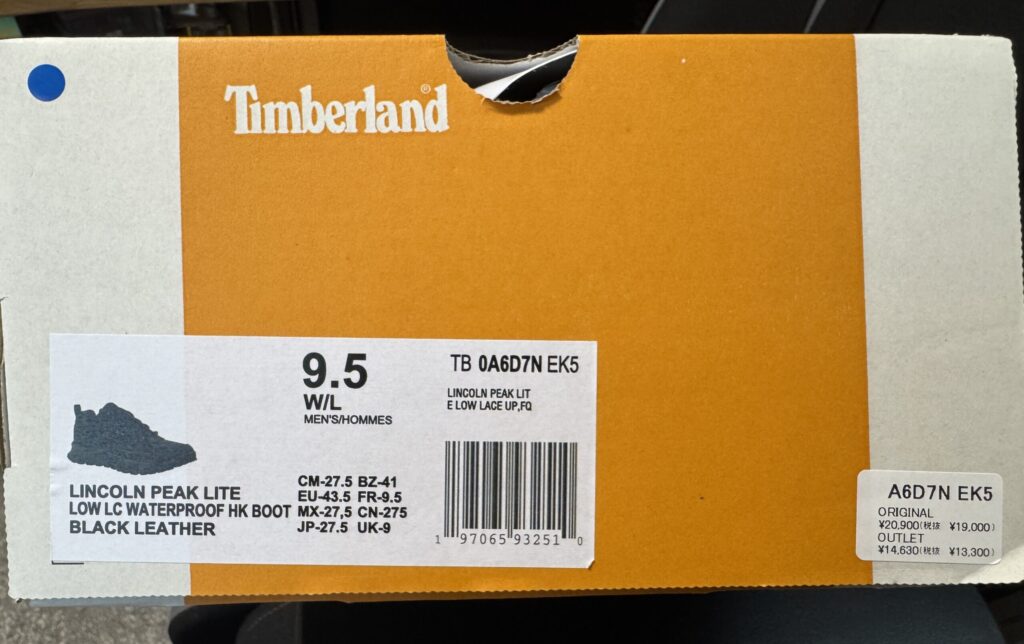 Timberland®
9.5
W/L
MEN'S/HOMMES
TB 0A6D7N EK5
LINCOLN PEAK LIT
E LOW LACE UP,FQ
LINCOLN PEAK LITE
LOW LC WATERPROOF HK BOOT
BLACK LEATHER
CM-27.5 BZ-41
EU-43.5 FR-9.5
MX-27,5 CN-275
JP-27.5 UK-9
1 97065 93251 0
A6D7N EK5
ORIGINAL
¥20,900(税抜 ¥19,000)
OUTLET
¥14,630(税抜 ¥13,300)